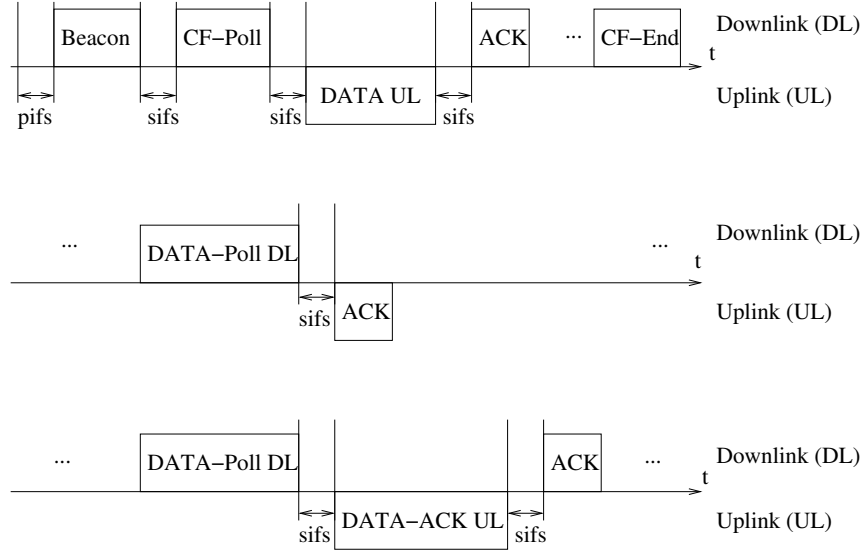 Beacon CF−Poll ACK ... CF−End Downlink (DL)
t
DATA UL Uplink (UL)
pifs sifs sifs sifs
... DATA−Poll DL ... Downlink (DL)
t
sifs ACK Uplink (UL)
... DATA−Poll DL ACK ... Downlink (DL)
t
sifs DATA−ACK UL sifs Uplink (UL)